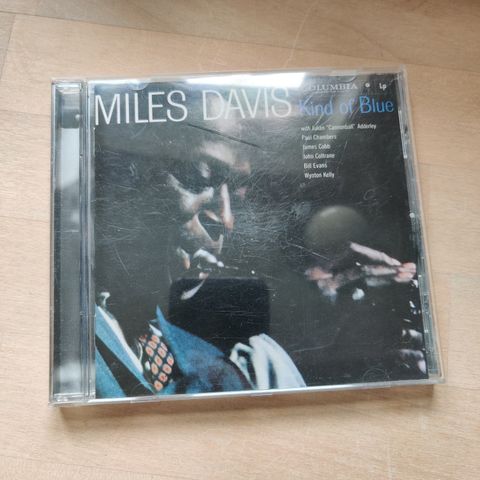 COLUMBIA Lp
MILES DAVIS Kind of Blue
with Julian "Cannonball" Adderley
Paul Chambers
James Cobb
John Coltrane
Bill Evans
Wynton Kelly